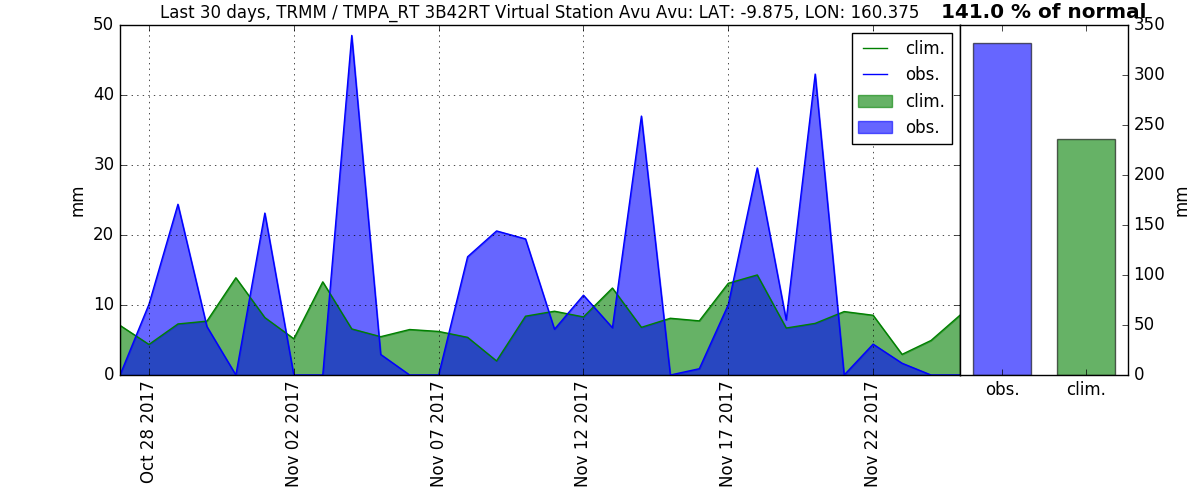 Last 30 days, TRMM / TMPA_RT 3B42RT Virtual Station Avu Avu: LAT: -9.875, LON: 160.375
141.0 % of normal
50
40
30
20
10
0
mm
clim.
obs.
clim.
obs.
Oct 28 2017
Nov 02 2017
Nov 07 2017
Nov 12 2017
Nov 17 2017
Nov 22 2017
350
300
250
200
150
100
50
0
mm
obs.
clim.